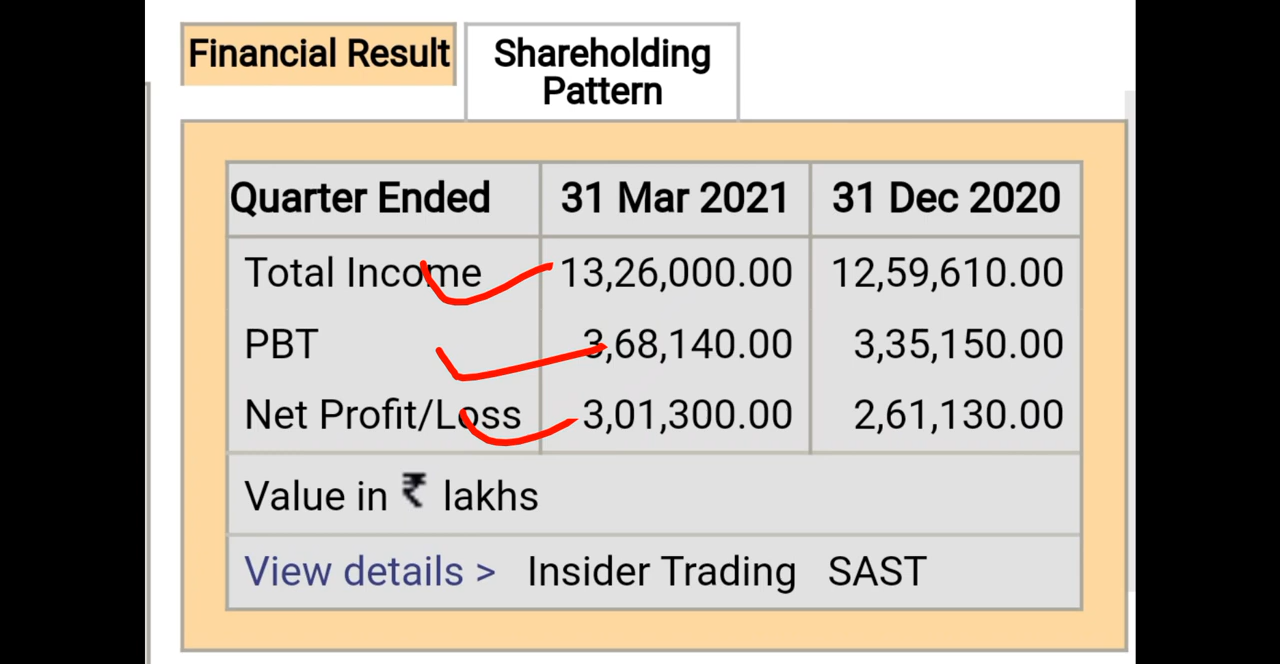 Financial Result
Shareholding
Pattern
Quarter Ended 31 Mar 2021 31 Dec 2020
Total Income 13,26,000.00 12,59,610.00
PBT 3,68,140.00 3,35,150.00
Net Profit/Loss 3,01,300.00 2,61,130.00
Value in ₹ lakhs
View details > Insider Trading SAST